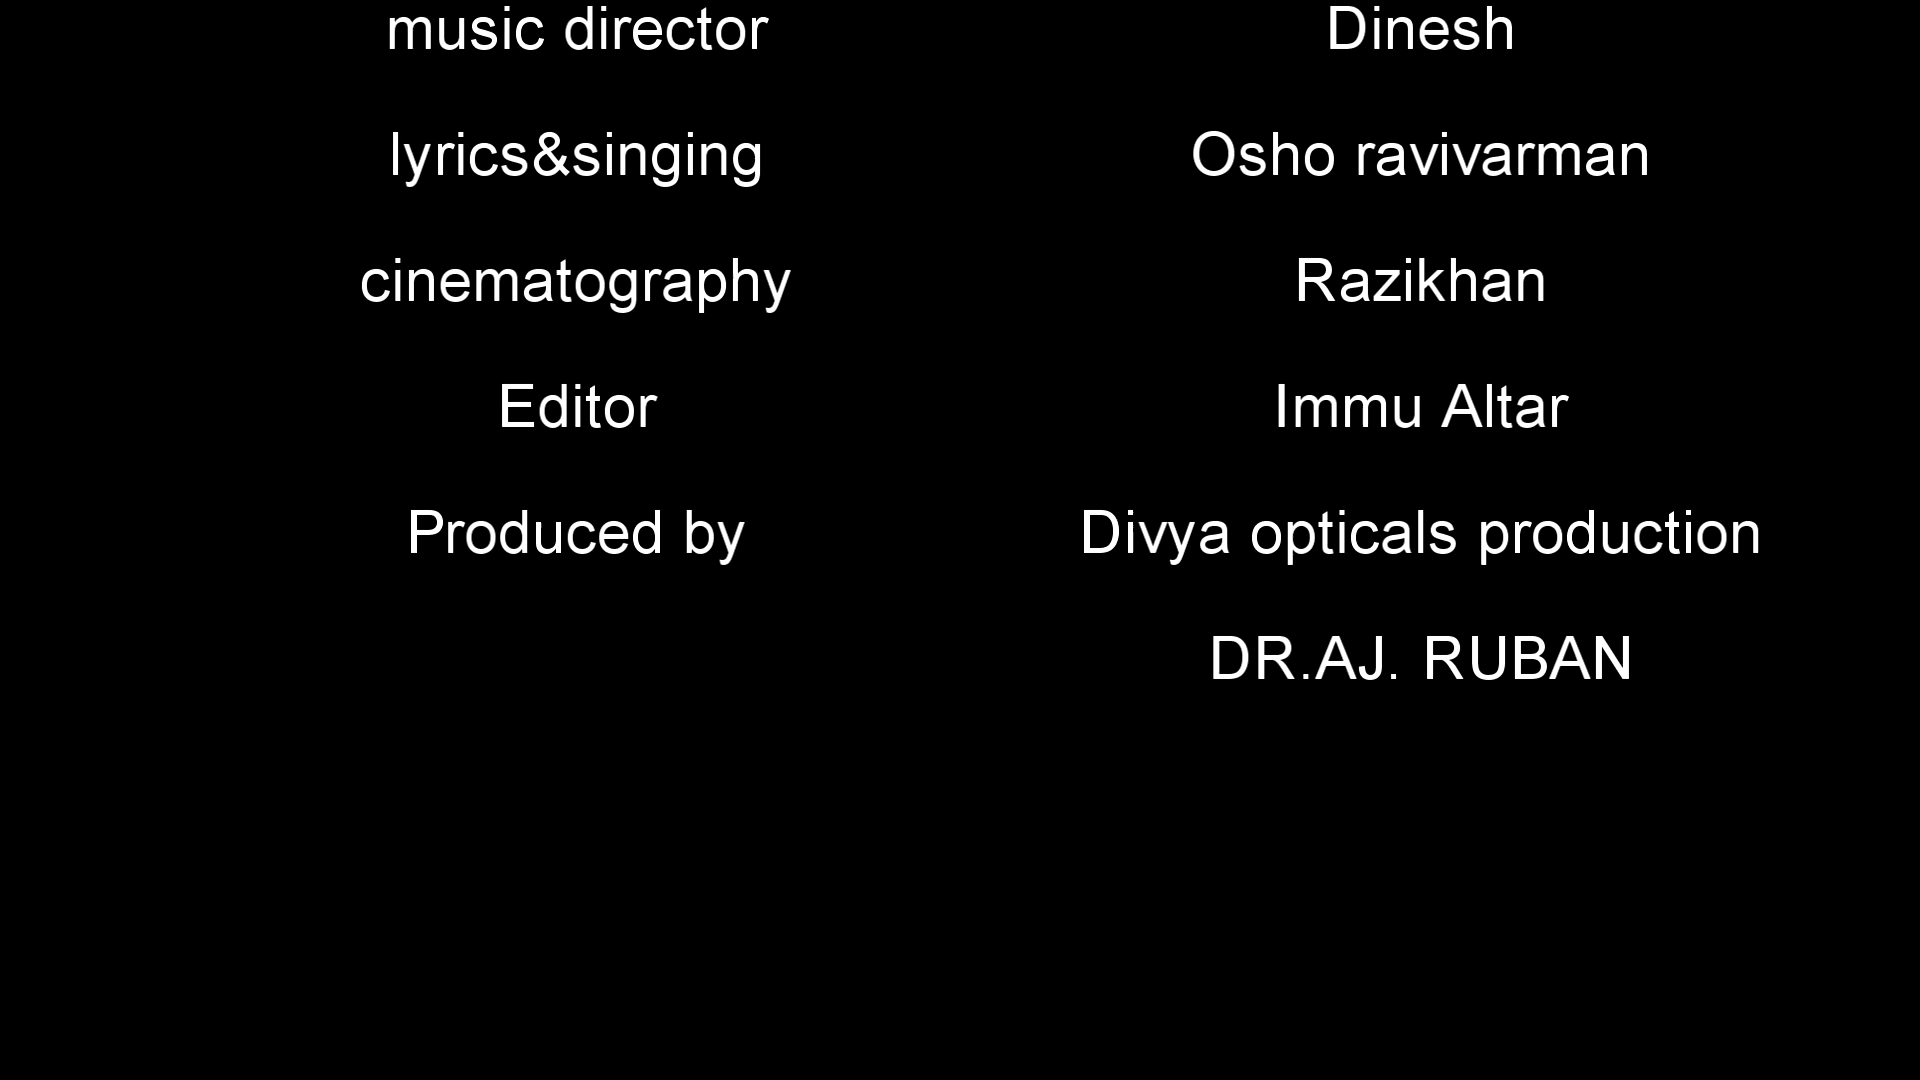 music director Dinesh
lyrics&singing Osho ravivarman
cinematography Razikhan
Editor Immu Altar
Produced by Divya opticals production
DR.AJ. RUBAN